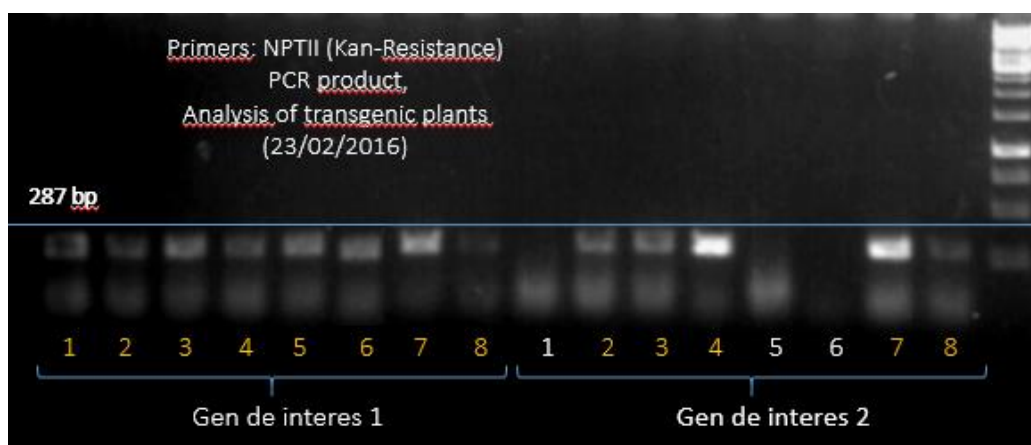 Primers: NPTII (Kan-Resistance)
PCR product,
Analysis of transgenic plants
(23/02/2016)
287 bp
1 2 3 4 5 6 7 8 1 2 3 4 5 6 7 8
Gen de interes 1 Gen de interes 2